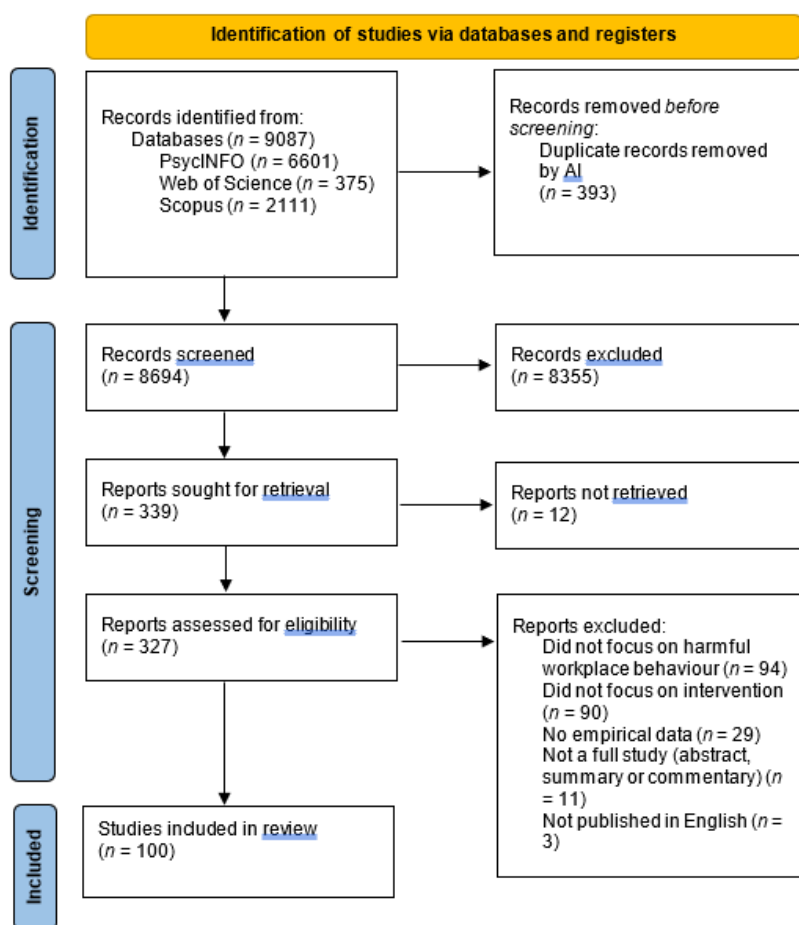 Identification of studies via databases and registers
Identification
Records identified from:
Databases (n = 9087)
PsycINFO (n = 6601)
Web of Science (n = 375)
Scopus (n = 2111)
Records removed before
screening:
Duplicate records removed
by AI
(n = 393)
Screening
Records screened
(n = 8694)
Records excluded
(n = 8355)
Reports sought for retrieval
(n = 339)
Reports not retrieved
(n = 12)
Reports assessed for eligibility
(n = 327)
Reports excluded:
Did not focus on harmful
workplace behaviour (n = 94)
Did not focus on intervention
(n = 90)
No empirical data (n = 29)
Not a full study (abstract,
summary or commentary) (n
= 11)
Not published in English (n =
3)
Included
Studies included in review
(n = 100)